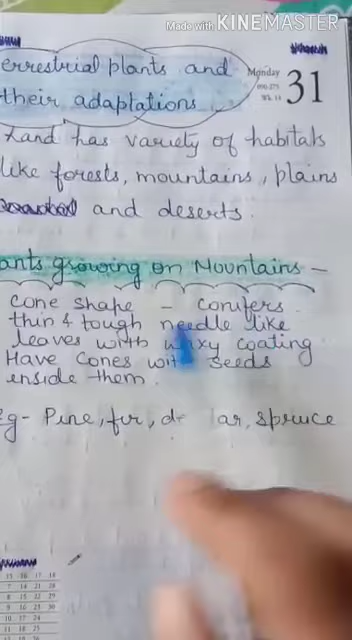 Made with KINEMASTER
errestrial plants and
their adaptations
Monday
31
Land has variety of habitats
like forests, mountains, plains
and deserts.
ants growing on Mountains -
Cone shape - conifers.
thin & tough needle like
leaves with waxy coating
Have Cones with seeds
inside them.
Eg- Pine, fir, spruce